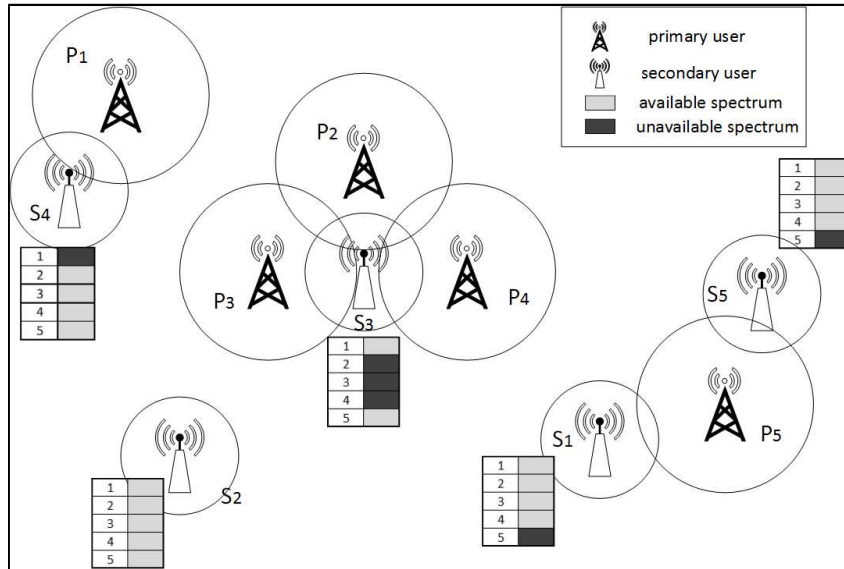 P1
P2
primary user
secondary user
available spectrum
unavailable spectrum
1
2
3
4
5
S4
1
2
3
4
5
P3
S3
P4
1
2
3
4
5
S5
S2
1
2
3
4
5
S1
P5
1
2
3
4
5